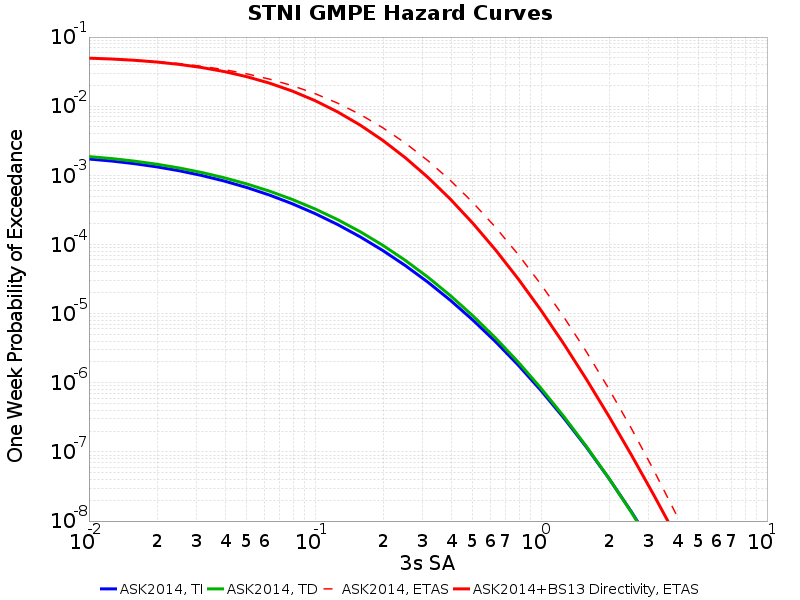 STNI GMPE Hazard Curves
One Week Probability of Exceedance
10^-1
10^-2
10^-3
10^-4
10^-5
10^-6
10^-7
10^-8
10^-2 2 3 4 5 6 10^-1 2 3 4 5 6 7 10^0 2 3 4 5 6 7 10^1
3s SA
ASK2014, TI ASK2014, TD ASK2014, ETAS ASK2014+BS13 Directivity, ETAS